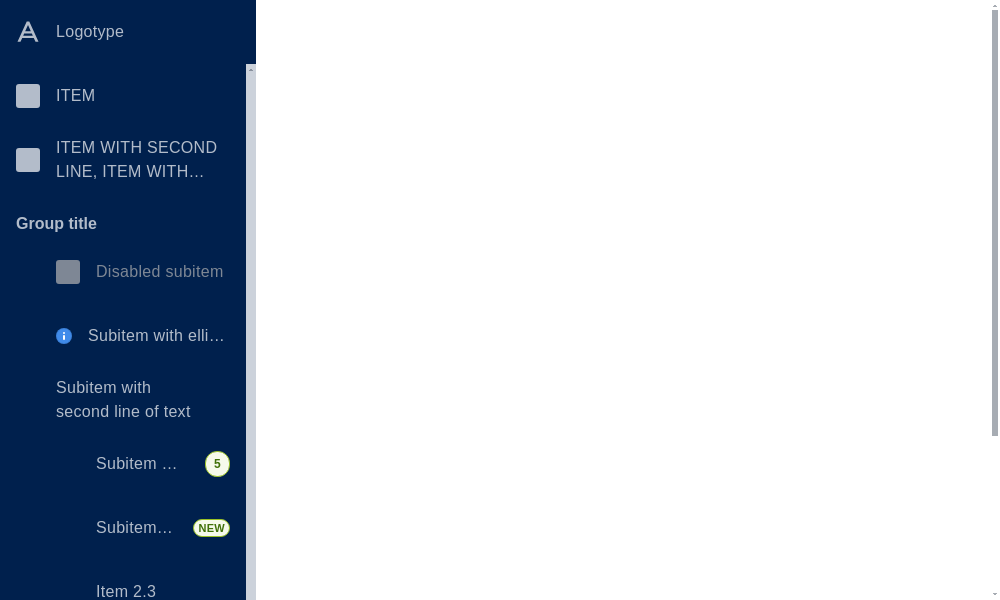 Logotype
ITEM
ITEM WITH SECOND
LINE, ITEM WITH…
Group title
Disabled subitem
Subitem with elli…
Subitem with
second line of text
Subitem … 5
Subitem… NEW
Item 2.3